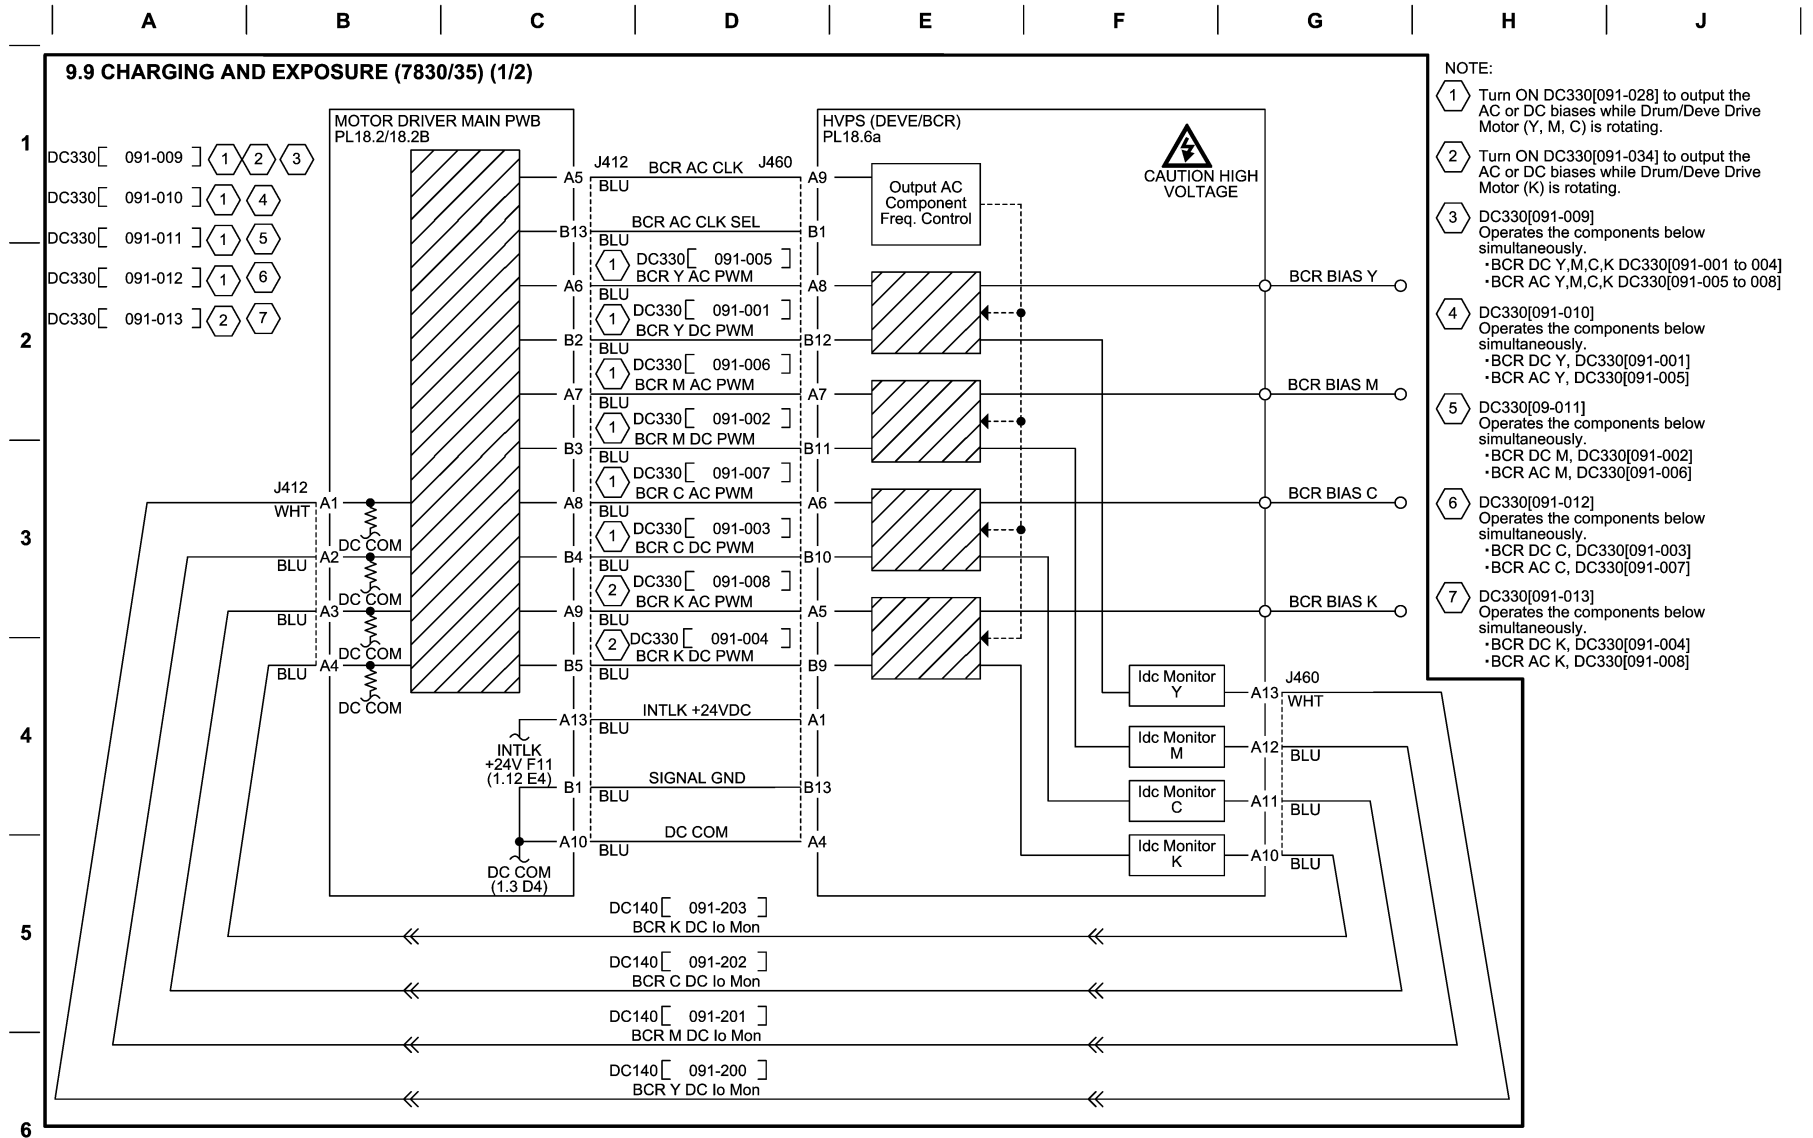 A B C D E F G H J
1
2
3
4
5
6
9.9 CHARGING AND EXPOSURE (7830/35) (1/2)
DC330[ 091-009 ] 1 2 3
DC330[ 091-010 ] 1 4
DC330[ 091-011 ] 1 5
DC330[ 091-012 ] 1 6
DC330[ 091-013 ] 2 7
MOTOR DRIVER MAIN PWB
PL18.2/18.2B
HVPS (DEVE/BCR)
PL18.6a
CAUTION HIGH
VOLTAGE
Output AC
Component
Freq. Control
J412 J460
A5 BLU BCR AC CLK A9
B13 BLU BCR AC CLK SEL B1
1 DC330[ 091-005 ]
A6 BLU BCR Y AC PWM A8
1 DC330[ 091-001 ]
B2 BLU BCR Y DC PWM B12
1 DC330[ 091-006 ]
A7 BLU BCR M AC PWM A7
1 DC330[ 091-002 ]
B3 BLU BCR M DC PWM B11
1 DC330[ 091-007 ]
A8 BLU BCR C AC PWM A6
1 DC330[ 091-003 ]
B4 BLU BCR C DC PWM B10
2 DC330[ 091-008 ]
A9 BLU BCR K AC PWM A5
2 DC330[ 091-004 ]
B5 BLU BCR K DC PWM B9
A13 BLU INTLK +24VDC A1
INTLK
+24V F11
(1.12 E4)
B1 BLU SIGNAL GND B13
A10 BLU DC COM A4
DC COM
(1.3 D4)
J412
WHT A1
DC COM
BLU A2
DC COM
BLU A3
DC COM
BLU A4
DC COM
BCR BIAS Y
BCR BIAS M
BCR BIAS C
BCR BIAS K
J460
Idc Monitor
Y
A13 WHT
Idc Monitor
M
A12 BLU
Idc Monitor
C
A11 BLU
Idc Monitor
K
A10 BLU
DC140[ 091-203 ]
BCR K DC Io Mon
DC140[ 091-202 ]
BCR C DC Io Mon
DC140[ 091-201 ]
BCR M DC Io Mon
DC140[ 091-200 ]
BCR Y DC Io Mon
NOTE:
1 Turn ON DC330[091-028] to output the
AC or DC biases while Drum/Deve Drive
Motor (Y, M, C) is rotating.
2 Turn ON DC330[091-034] to output the
AC or DC biases while Drum/Deve Drive
Motor (K) is rotating.
3 DC330[091-009]
Operates the components below
simultaneously.
･BCR DC Y,M,C,K DC330[091-001 to 004]
･BCR AC Y,M,C,K DC330[091-005 to 008]
4 DC330[091-010]
Operates the components below
simultaneously.
･BCR DC Y, DC330[091-001]
･BCR AC Y, DC330[091-005]
5 DC330[09-011]
Operates the components below
simultaneously.
･BCR DC M, DC330[091-002]
･BCR AC M, DC330[091-006]
6 DC330[091-012]
Operates the components below
simultaneously.
･BCR DC C, DC330[091-003]
･BCR AC C, DC330[091-007]
7 DC330[091-013]
Operates the components below
simultaneously.
･BCR DC K, DC330[091-004]
･BCR AC K, DC330[091-008]